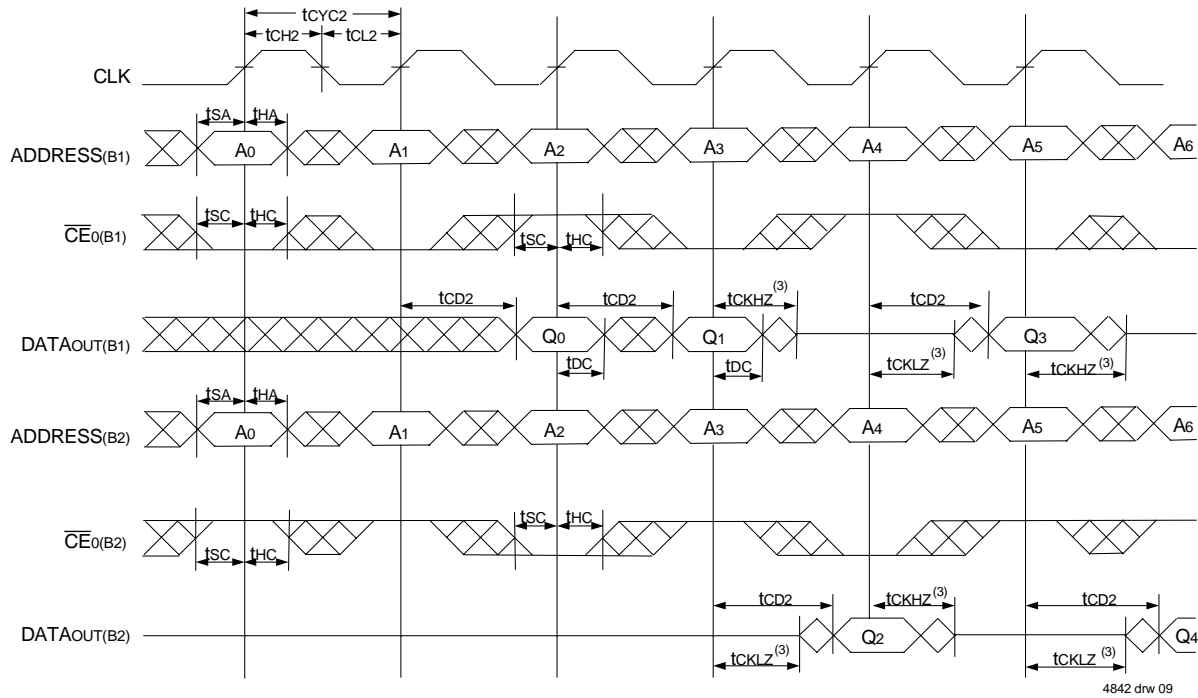 tCYC2
tCH2 tCL2
CLK
tSA tHA
ADDRESS(B1) A0 A1 A2 A3 A4 A5 A6
tSC tHC tSC tHC
CE0(B1)
tCD2 tCD2 tCKHZ(3) tCD2
DATAOUT(B1) Q0 Q1 Q3
tDC tDC tCKLZ(3) tCKHZ(3)
tSA tHA
ADDRESS(B2) A0 A1 A2 A3 A4 A5 A6
tSC tHC
CE0(B2)
tSC tHC
tCD2 tCKHZ(3) tCD2
DATAOUT(B2) Q2 Q4
tCKLZ(3) tCKLZ(3)
4842 drw 09